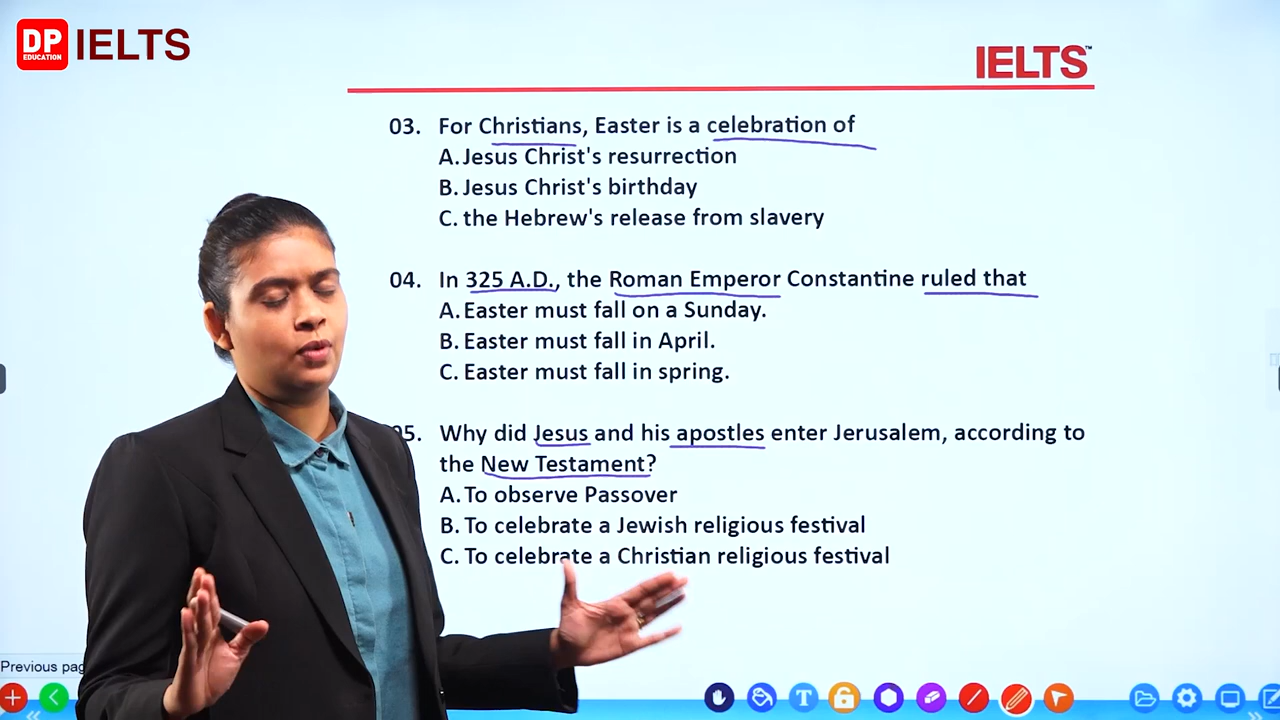 DP
EDUCATION
IELTS
IELTS™
03. For Christians, Easter is a celebration of
A. Jesus Christ's resurrection
B. Jesus Christ's birthday
C. the Hebrew's release from slavery
04. In 325 A.D., the Roman Emperor Constantine ruled that
A. Easter must fall on a Sunday.
B. Easter must fall in April.
C. Easter must fall in spring.
05. Why did Jesus and his apostles enter Jerusalem, according to
the New Testament?
A. To observe Passover
B. To celebrate a Jewish religious festival
C. To celebrate a Christian religious festival
Previous pag
T